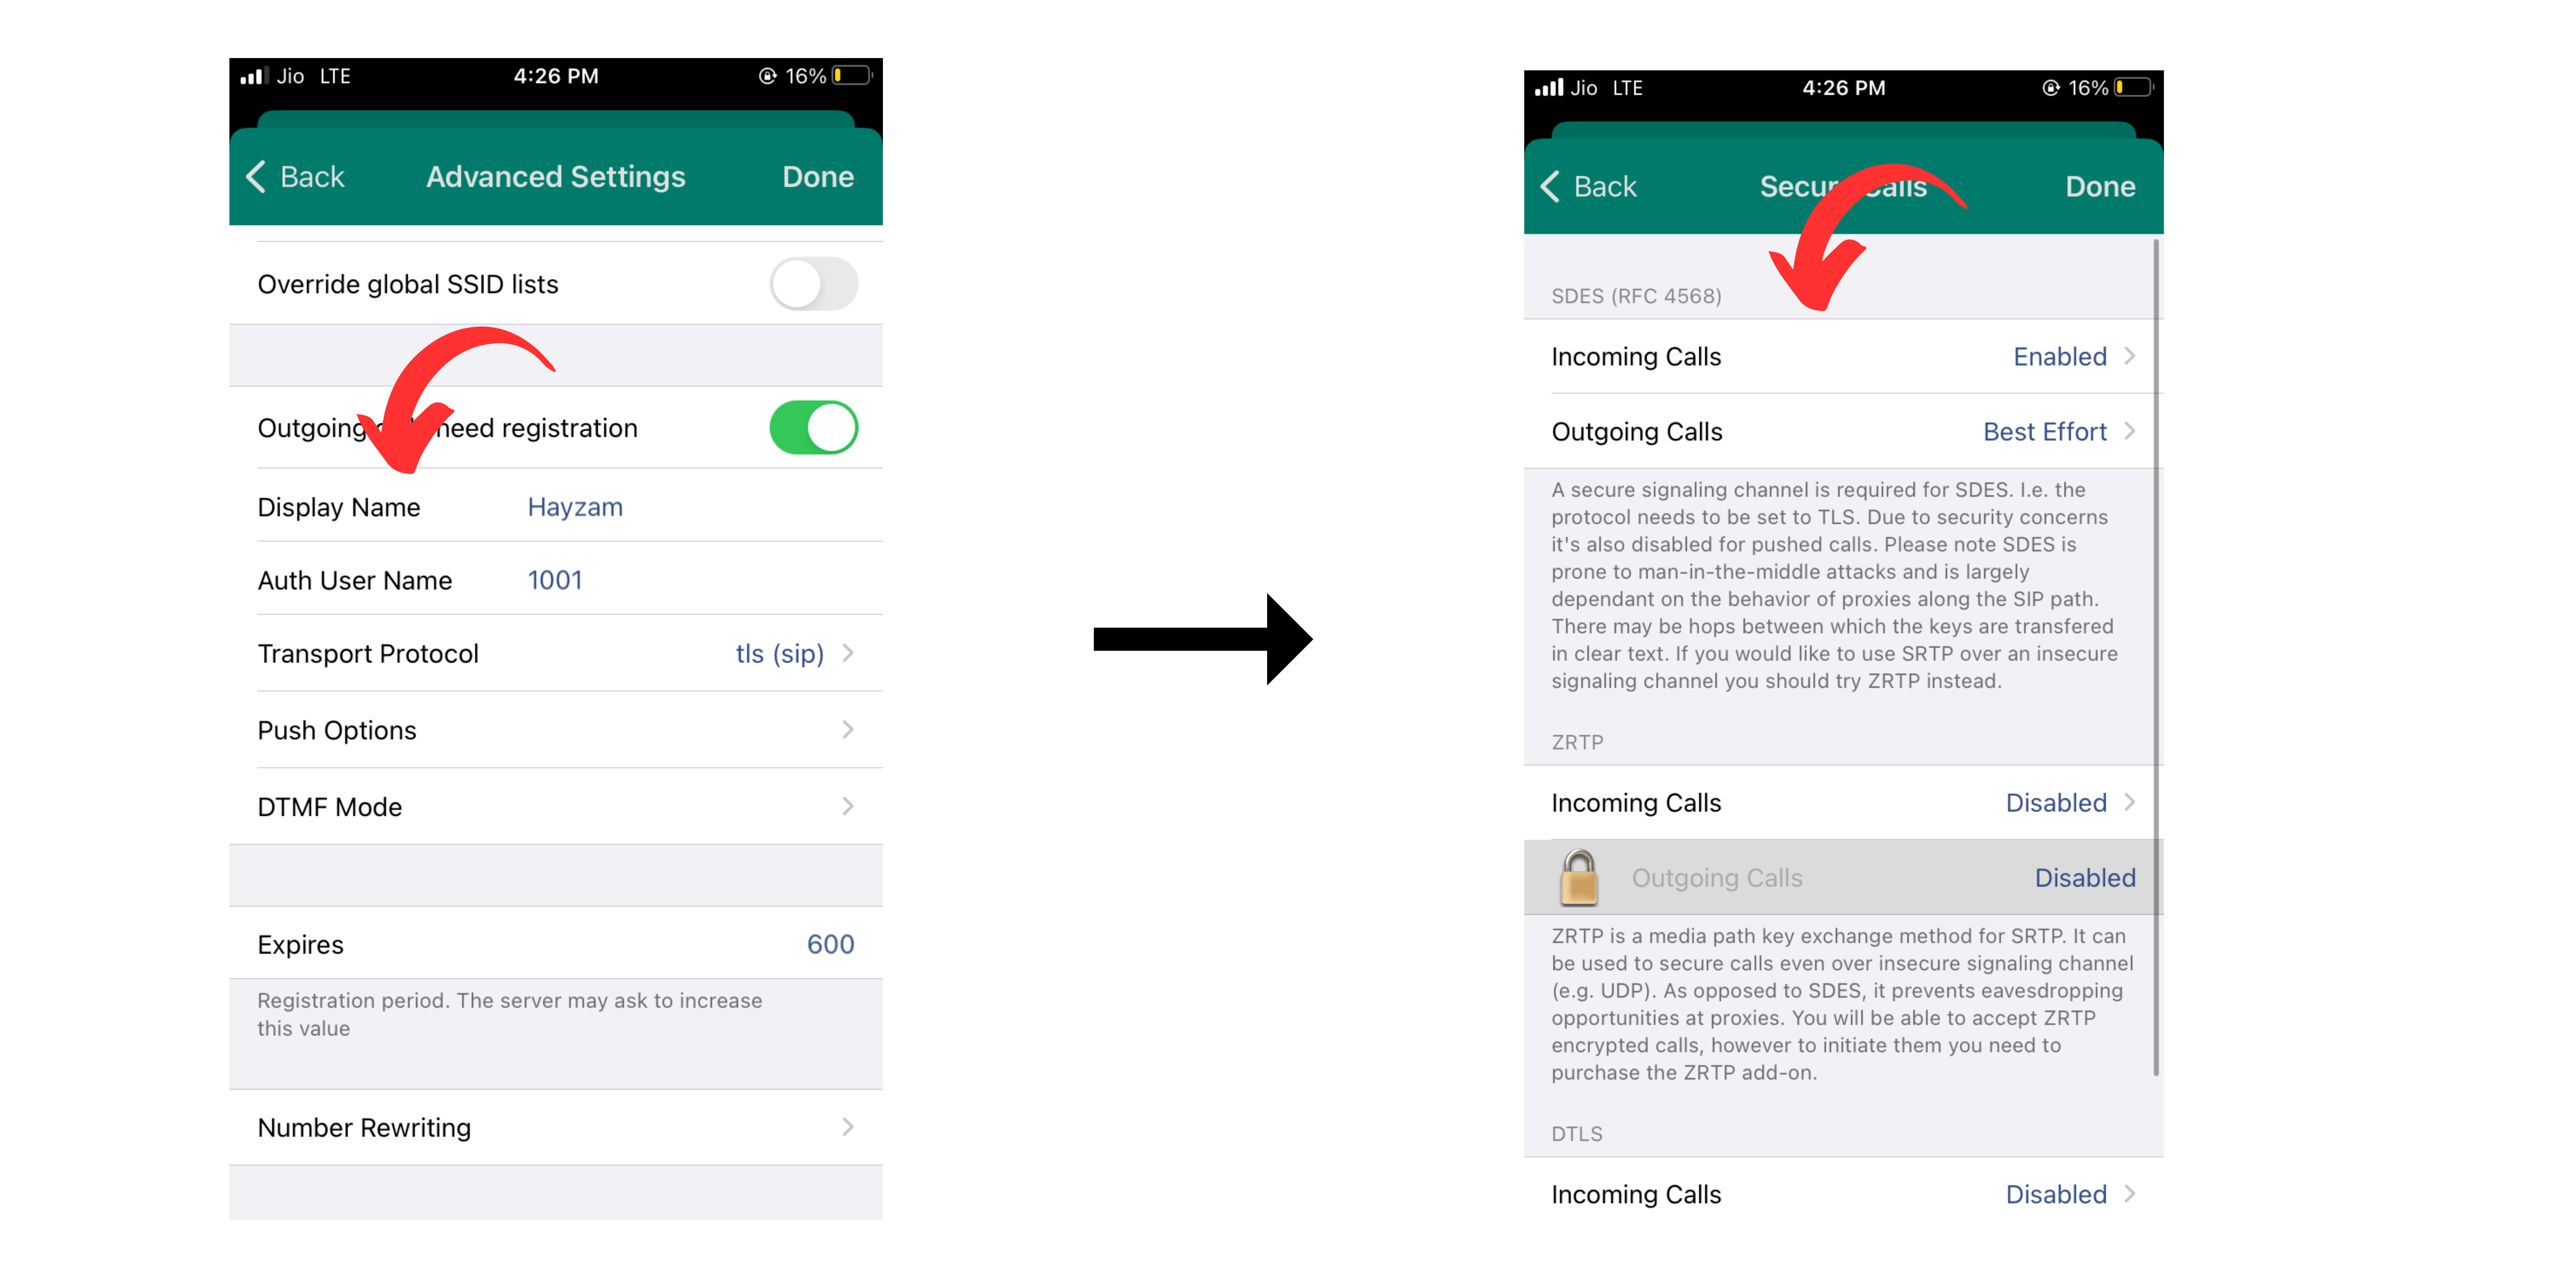 Jio LTE 4:26 PM 16%
Back Advanced Settings Done
Override global SSID lists
Outgoing need registration
Display Name Hayzam
Auth User Name 1001
Transport Protocol tls (sip)
Push Options
DTMF Mode
Expires 600
Registration period. The server may ask to increase
this value
Number Rewriting
Jio LTE 4:26 PM 16%
Back Calls Done
SDES (RFC 4568)
Incoming Calls Enabled
Outgoing Calls Best Effort
A secure signaling channel is required for SDES. I.e. the
protocol needs to be set to TLS. Due to security concerns
it's also disabled for pushed calls. Please note SDES is
prone to man-in-the-middle attacks and is largely
dependant on the behavior of proxies along the SIP path.
There may be hops between which the keys are transfered
in clear text. If you would like to use SRTP over an insecure
signaling channel you should try ZRTP instead.
ZRTP
Incoming Calls Disabled
Outgoing Calls Disabled
ZRTP is a media path key exchange method for SRTP. It can
be used to secure calls even over insecure signaling channel
(e.g. UDP). As opposed to SDES, it prevents eavesdropping
opportunities at proxies. You will be able to accept ZRTP
encrypted calls, however to initiate them you need to
purchase the ZRTP add-on.
DTLS
Incoming Calls Disabled